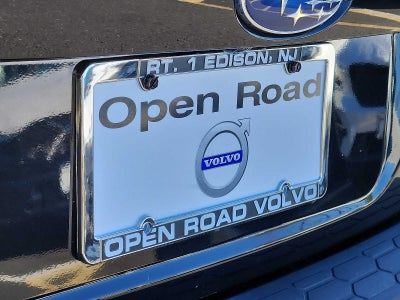 RT. 1 EDISON, NJ
Open Road
VOLVO
OPEN ROAD VOLVO